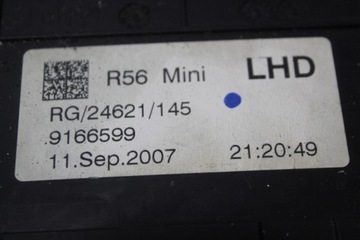 R56 Mini LHD
RG/24621/145
9166599
11.Sep.2007 21:20:49